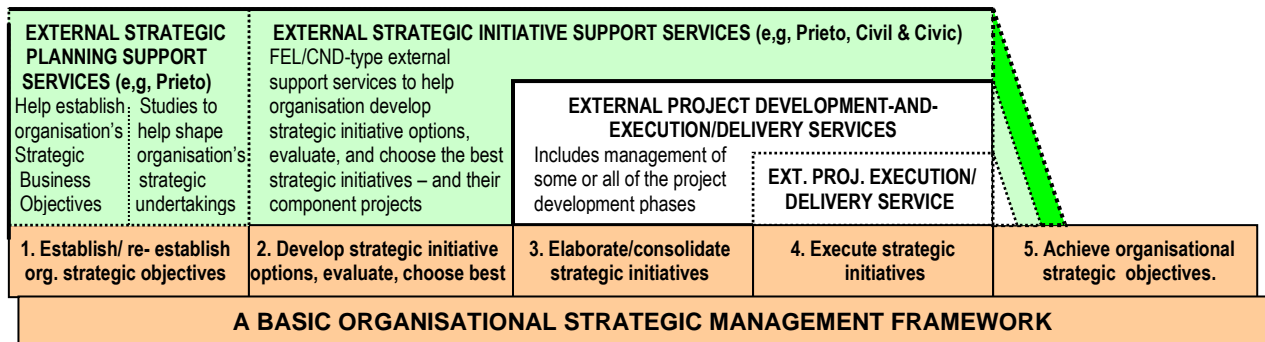 EXTERNAL STRATEGIC
PLANNING SUPPORT
SERVICES (e,g, Prieto)
Help establish
organisation's
Strategic
Business
Objectives
Studies to
help shape
organisation's
strategic
undertakings
EXTERNAL STRATEGIC INITIATIVE SUPPORT SERVICES (e,g, Prieto, Civil & Civic)
FEL/CND-type external
support services to help
organisation develop
strategic initiative options,
evaluate, and choose the best
strategic initiatives – and their
component projects
EXTERNAL PROJECT DEVELOPMENT-AND-
EXECUTION/DELIVERY SERVICES
Includes management of
some or all of the project
development phases
EXT. PROJ. EXECUTION/
DELIVERY SERVICE
1. Establish/ re- establish
org. strategic objectives
2. Develop strategic initiative
options, evaluate, choose best
3. Elaborate/consolidate
strategic initiatives
4. Execute strategic
initiatives
5. Achieve organisational
strategic objectives.
A BASIC ORGANISATIONAL STRATEGIC MANAGEMENT FRAMEWORK